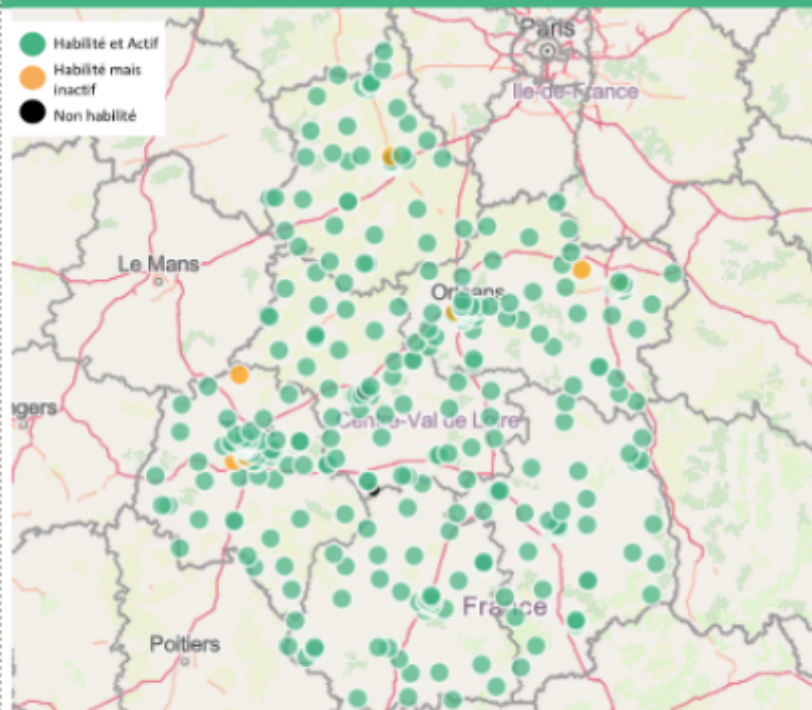 Paris
Habilité et Actif
Habilité mais
inactif
Ile-de-France
Non habilité
Le Mans
Orléans
Centre-Val de Loire
France
Poitiers